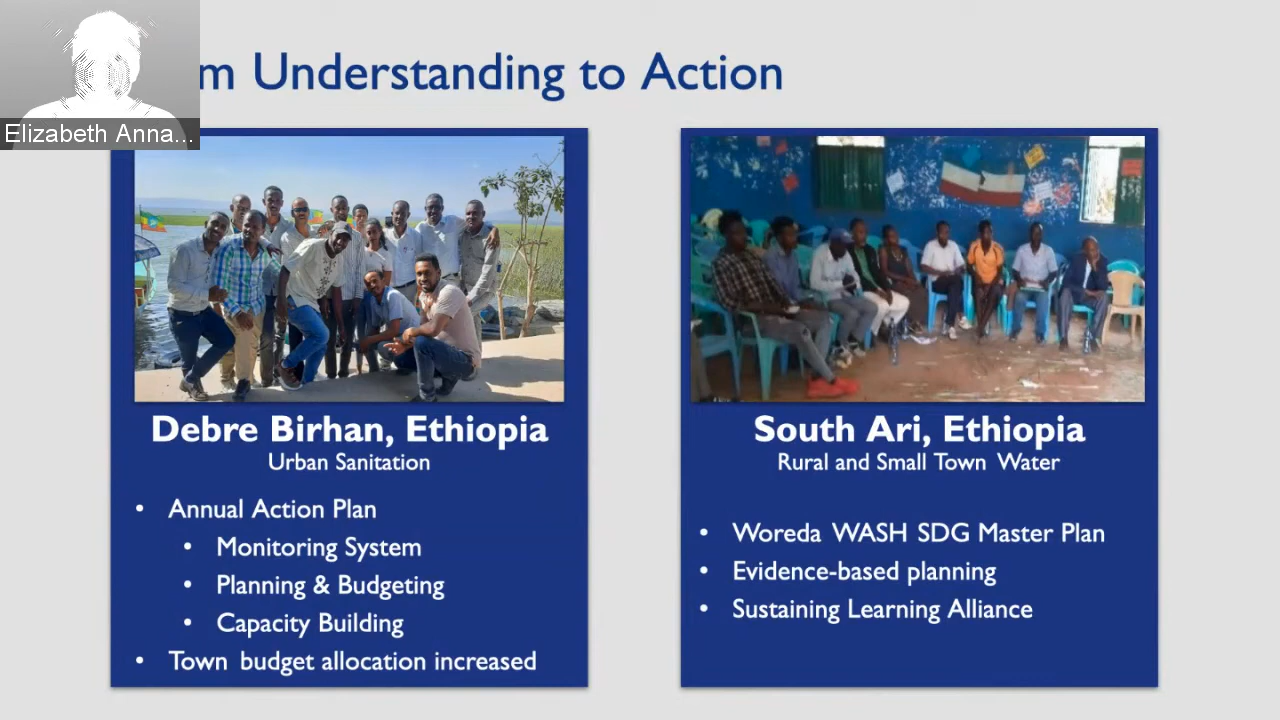 Elizabeth Anna...
m Understanding to Action
Debre Birhan, Ethiopia
Urban Sanitation
• Annual Action Plan
• Monitoring System
• Planning & Budgeting
• Capacity Building
• Town budget allocation increased
South Ari, Ethiopia
Rural and Small Town Water
• Woreda WASH SDG Master Plan
• Evidence-based planning
• Sustaining Learning Alliance